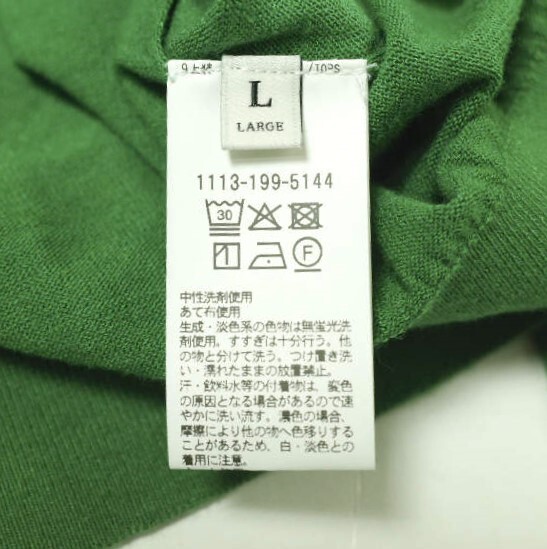 L
LARGE
1113-199-5144
30
1
F
中性洗剤使用
あて布使用
生成・淡色系の色物は無蛍光洗
剤使用。すすぎは十分行う。他
の物と分けて洗う。つけ置き洗
い・濡れたままの放置禁止。
汗・飲料水等の付着物は、変色
の原因となる場合があるので速
やかに洗い流す。濃色の場合、
摩擦により他の物へ色移りする
ことがあるため、白・淡色との
着用に注意。